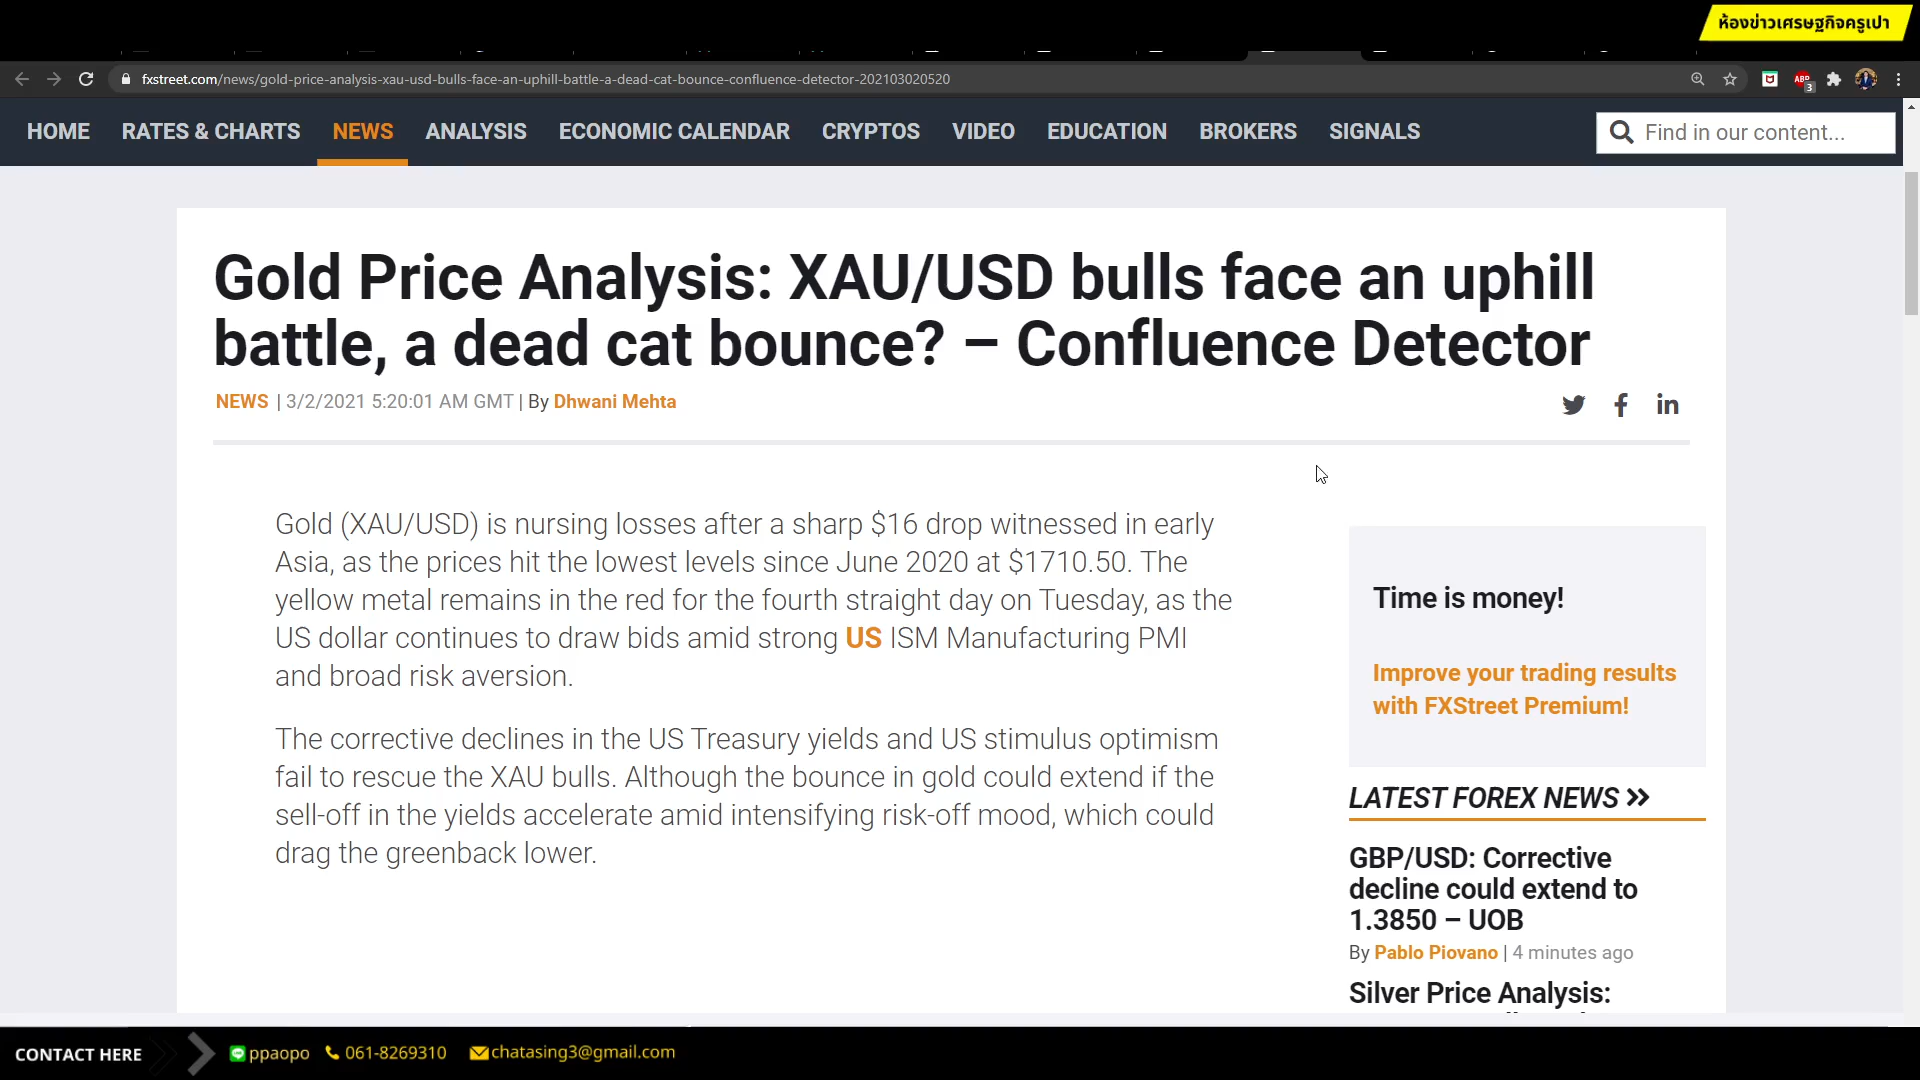 ห้องข่าวเศรษฐกิจครูเปา
fxstreet.com/news/gold-price-analysis-xau-usd-bulls-face-an-uphill-battle-a-dead-cat-bounce-confluence-detector-202103020520
ABP
3
HOME RATES & CHARTS NEWS ANALYSIS ECONOMIC CALENDAR CRYPTOS VIDEO EDUCATION BROKERS SIGNALS
Find in our content...
Gold Price Analysis: XAU/USD bulls face an uphill
battle, a dead cat bounce? – Confluence Detector
NEWS | 3/2/2021 5:20:01 AM GMT | By Dhwani Mehta
Gold (XAU/USD) is nursing losses after a sharp $16 drop witnessed in early
Asia, as the prices hit the lowest levels since June 2020 at $1710.50. The
yellow metal remains in the red for the fourth straight day on Tuesday, as the
US dollar continues to draw bids amid strong US ISM Manufacturing PMI
and broad risk aversion.
The corrective declines in the US Treasury yields and US stimulus optimism
fail to rescue the XAU bulls. Although the bounce in gold could extend if the
sell-off in the yields accelerate amid intensifying risk-off mood, which could
drag the greenback lower.
Time is money!
Improve your trading results
with FXStreet Premium!
LATEST FOREX NEWS
GBP/USD: Corrective
decline could extend to
1.3850 – UOB
By Pablo Piovano | 4 minutes ago
Silver Price Analysis:
CONTACT HERE ppaopo 061-8269310 chatasing3@gmail.com